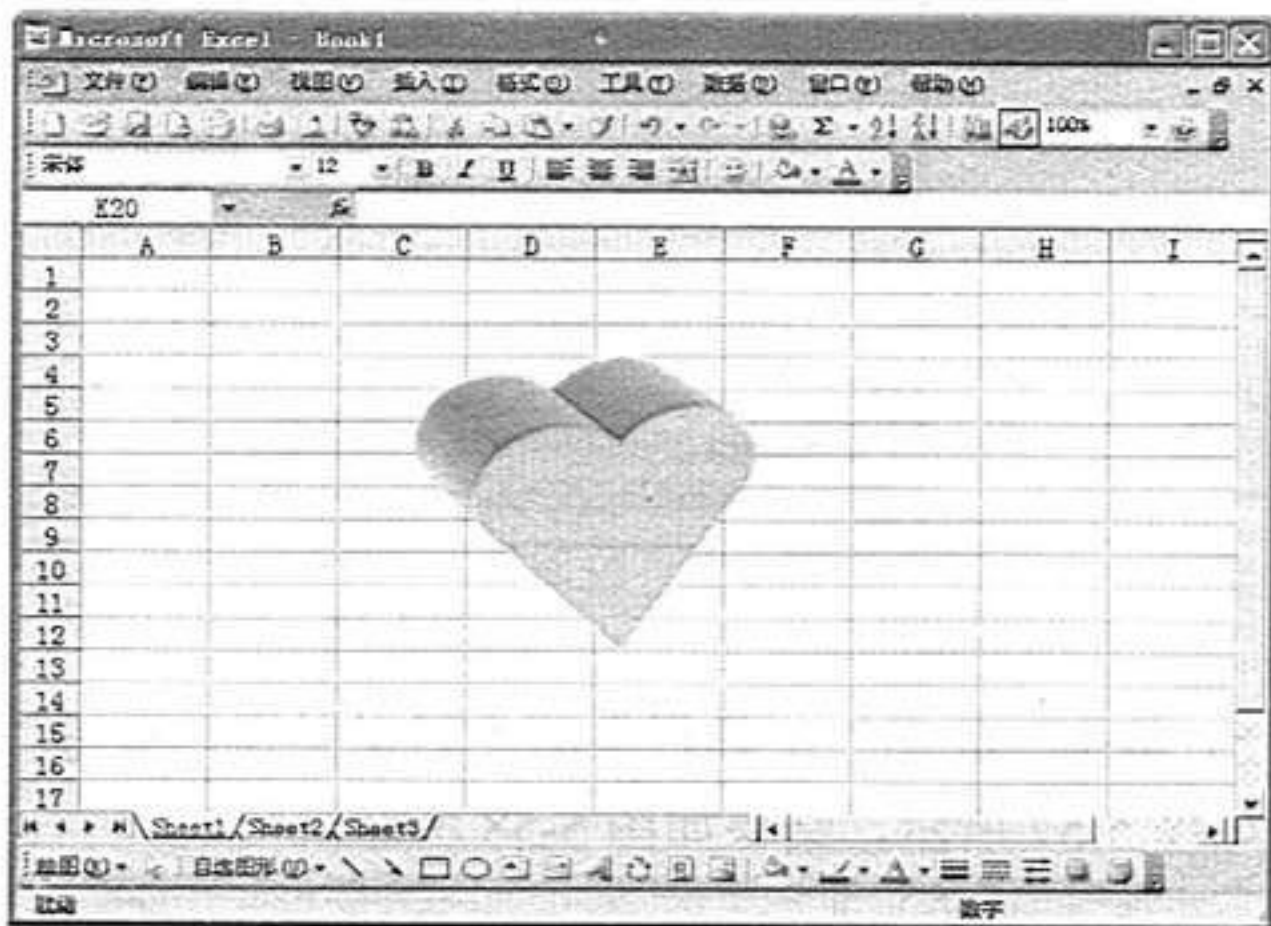 Microsoft Excel - Book1
文件(F) 编辑(E) 视图(V) 插入(I) 格式(O) 工具(T) 数据(D) 窗口(W) 帮助(H)
Σ 100%
宋体 12 B I U A
K20 fx
A B C D E F G H I
1
2
3
4
5
6
7
8
9
10
11
12
13
14
15
16
17
Sheet1 Sheet2 Sheet3
绘图(R) 自选图形(U) A
就绪 数字